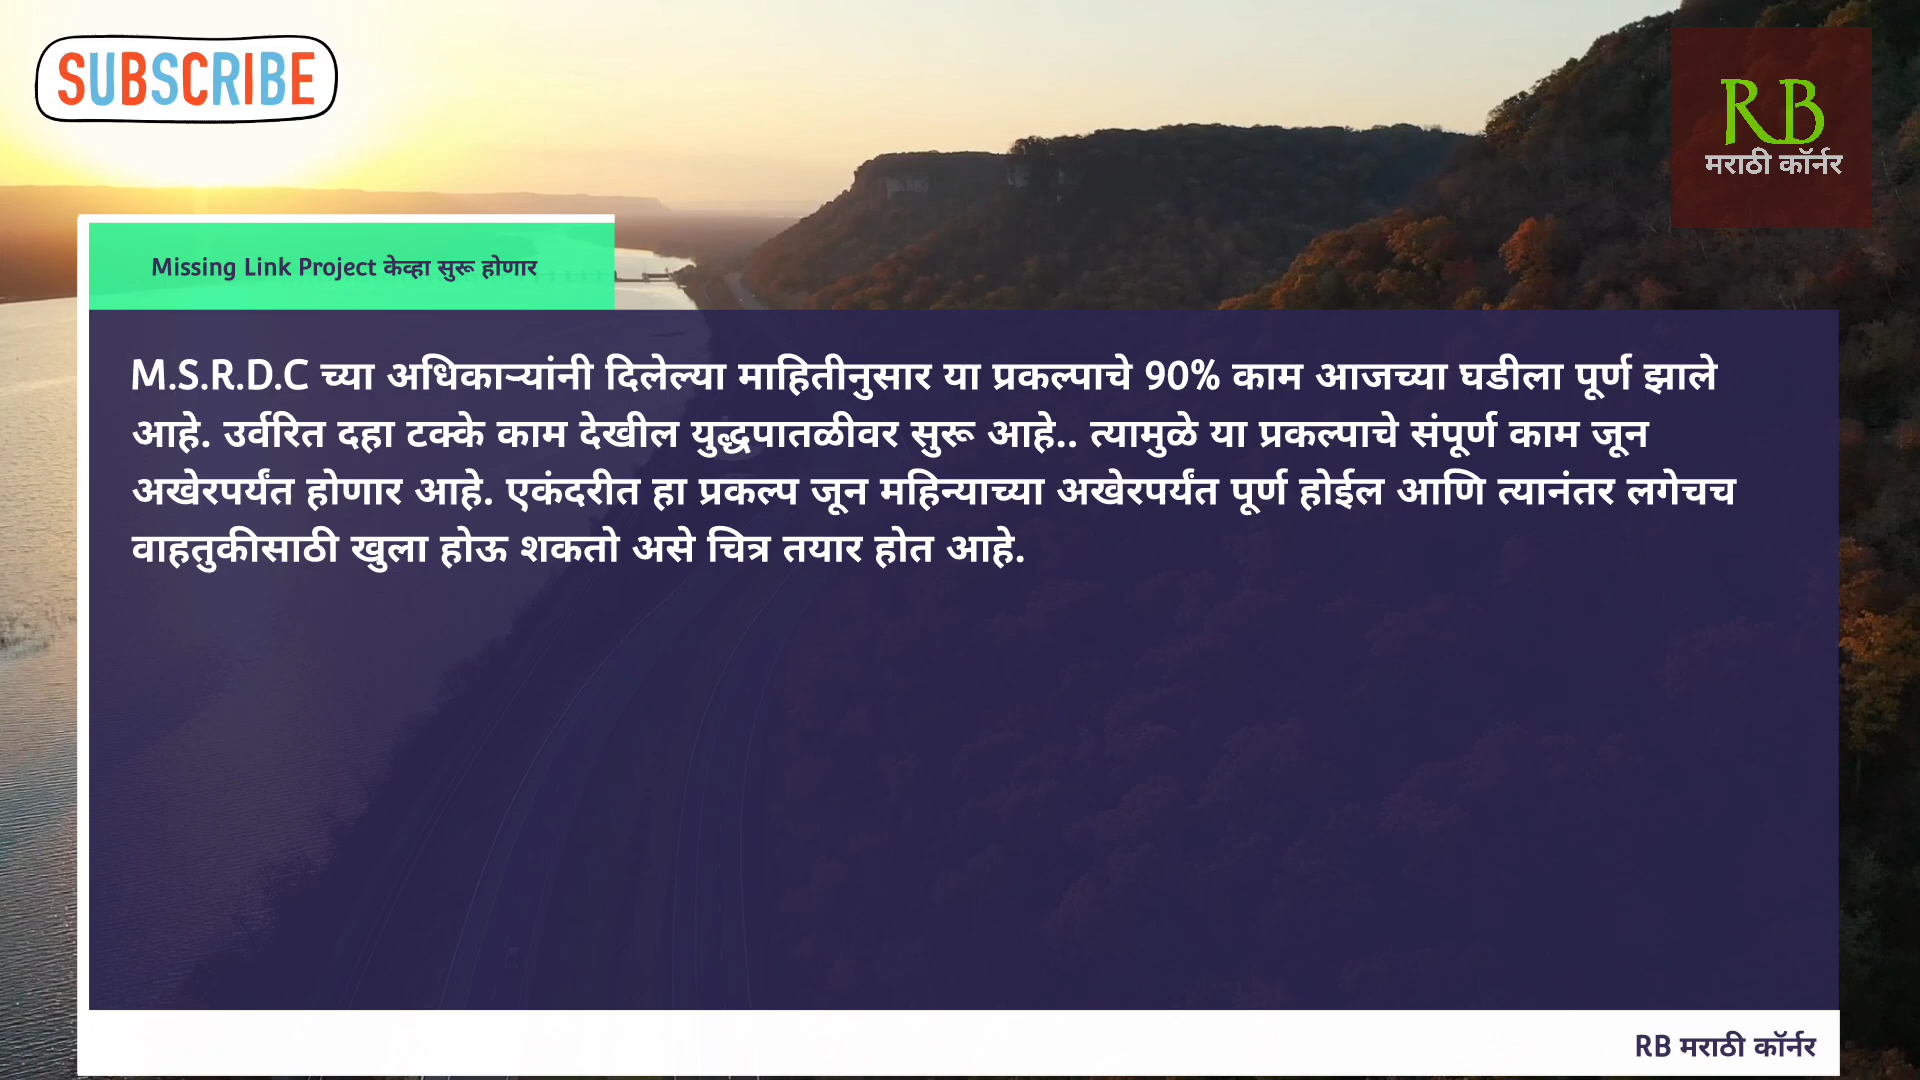 SUBSCRIBE
RB
मराठी कॉर्नर
Missing Link Project केव्हा सुरू होणार
M.S.R.D.C च्या अधिकाऱ्यांनी दिलेल्या माहितीनुसार या प्रकल्पाचे 90% काम आजच्या घडीला पूर्ण झाले
आहे. उर्वरित दहा टक्के काम देखील युद्धपातळीवर सुरू आहे.. त्यामुळे या प्रकल्पाचे संपूर्ण काम जून
अखेरपर्यंत होणार आहे. एकंदरीत हा प्रकल्प जून महिन्याच्या अखेरपर्यंत पूर्ण होईल आणि त्यानंतर लगेचच
वाहतुकीसाठी खुला होऊ शकतो असे चित्र तयार होत आहे.
RB मराठी कॉर्नर